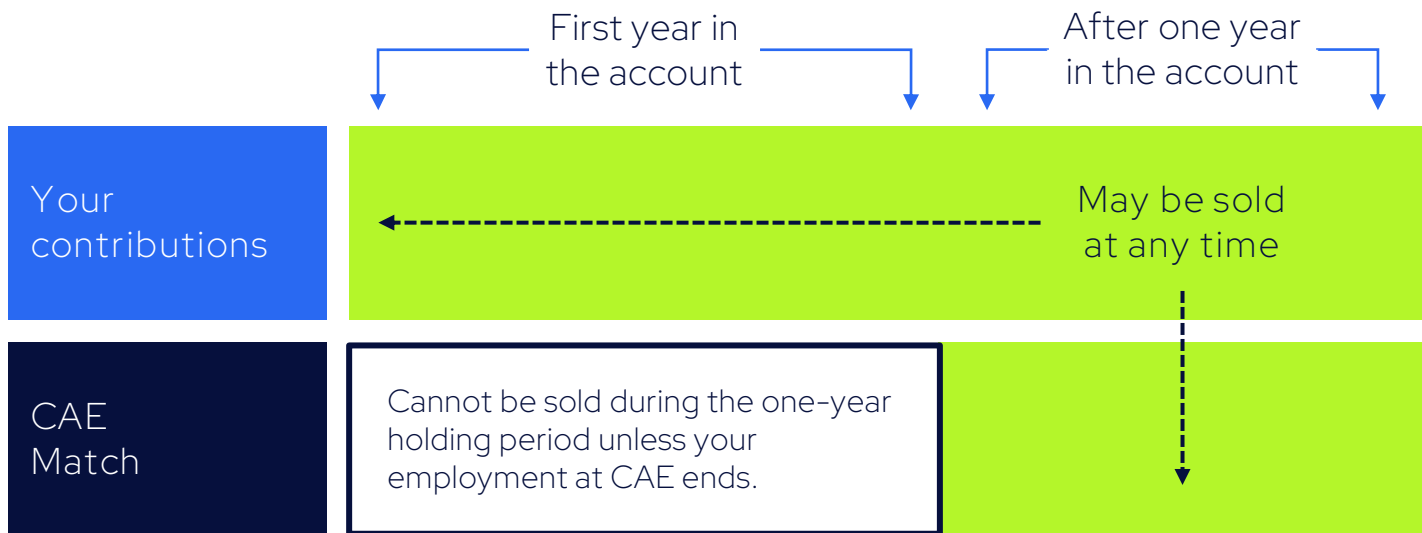 First year in
the account
After one year
in the account
Your
contributions
May be sold
at any time
CAE
Match
Cannot be sold during the one-year
holding period unless your
employment at CAE ends.